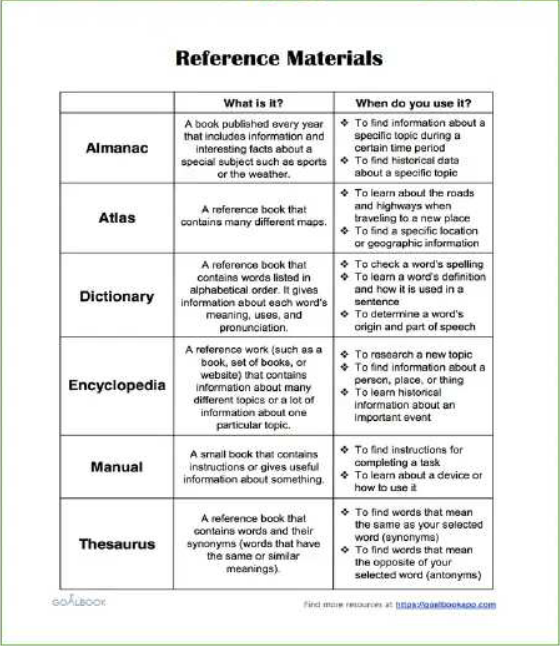 Reference Materials
What is it?
When do you use it?
Almanac
A book published every year
that includes information and
interesting facts about a
special subject such as sports
or the weather.
❖ To find information about a
specific topic during a
certain time period
❖ To find historical data
about a specific topic
Atlas
A reference book that
contains many different maps.
❖ To learn about the roads
and highways when
traveling to a new place
❖ To find a specific location
or geographic information
Dictionary
A reference book that
contains words listed in
alphabetical order. It gives
information about each word's
meaning, uses, and
pronunciation.
❖ To check a word's spelling
❖ To learn a word's definition
and how it is used in a
sentence
❖ To determine a word's
origin and part of speech
Encyclopedia
A reference work (such as a
book, set of books, or
website) that contains
information about many
different topics or a lot of
information about one
particular topic.
❖ To research a new topic
❖ To find information about a
person, place, or thing
❖ To learn historical
information about an
important event
Manual
A small book that contains
instructions or gives useful
information about something.
❖ To find instructions for
completing a task
❖ To learn about a device or
how to use it
Thesaurus
A reference book that
contains words and their
synonyms (words that have
the same or similar
meanings).
❖ To find words that mean
the same as your selected
word (synonyms)
❖ To find words that mean
the opposite of your
selected word (antonyms)
GOALBOOK
Find more resources at https://goalbookapp.com